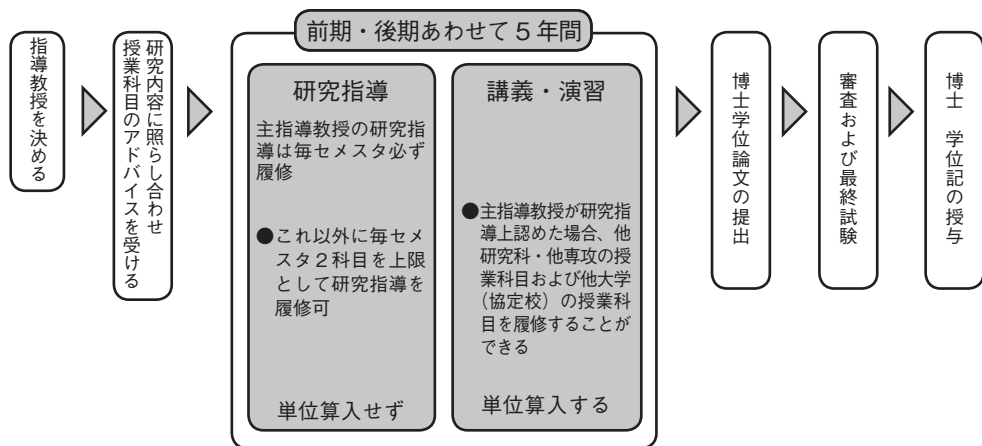 指導教授を決める
研究内容に照らし合わせ
授業科目のアドバイスを受ける
前期・後期あわせて5年間
研究指導
主指導教授の研究指
導は毎セメスタ必ず
履修
●これ以外に毎セメ
スタ2科目を上限
として研究指導を
履修可
単位算入せず
講義・演習
●主指導教授が研究指
導上認めた場合、他
研究科・他専攻の授
業科目および他大学
(協定校)の授業科
目を履修することが
できる
単位算入する
博士学位論文の提出
審査および最終試験
博士 学位記の授与